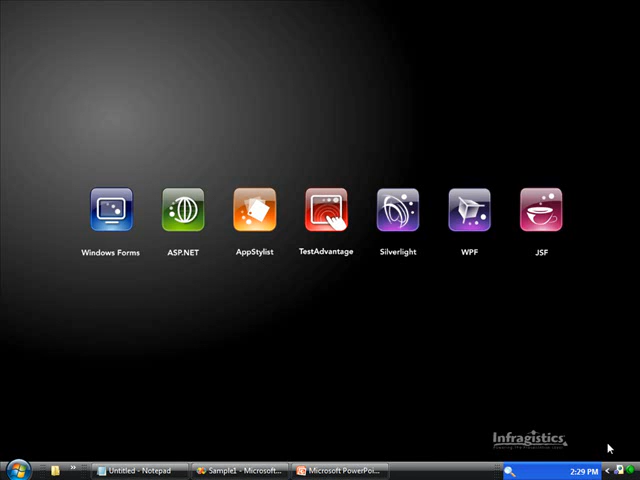 Windows Forms
ASP.NET
AppStylist
TestAdvantage
Silverlight
WPF
JSF
Infragistics
Untitled - Notepad
Sample1 - Microsoft...
Microsoft PowerPoi...
2:29 PM